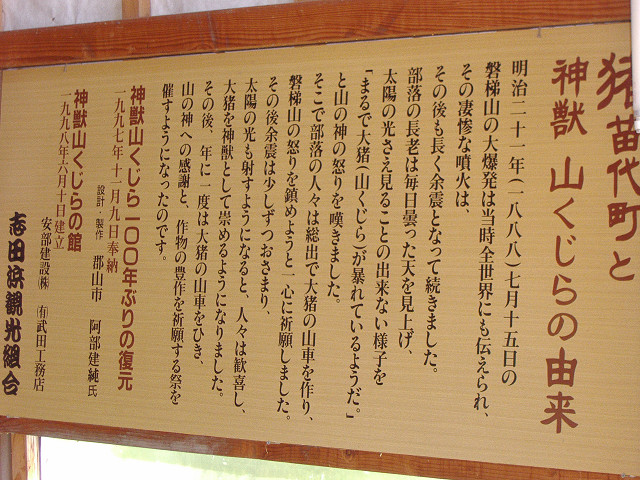 猪苗代町と
神獣 山くじらの由来
明治二十一年(一八八八)七月十五日の
磐梯山の大爆発は当時全世界にも伝えられ、
その凄惨な噴火は、
その後も長く余震となって続きました。
部落の長老は毎日曇った天を見上げ、
太陽の光さえ見ることの出来ない様子を
「まるで大猪(山くじら)が暴れているようだ。」
と山の神の怒りを嘆きました。
そこで部落の人々は総出で大猪の山車を作り、
磐梯山の怒りを鎮めようと一心に祈願しました。
その後余震は少しずつおさまり、
太陽の光も射すようになると、人々は歓喜し、
大猪を神獣として崇めるようになりました。
その後、年に一度は大猪の山車をひき、
山の神への感謝と、作物の豊作を祈願する祭を
催すようになったのです。
神獣山くじら一〇〇年ぶりの復元
一九九七年十一月九日奉納
設計・製作 郡山市 阿部建純氏
神獣山くじらの館
一九九八年六月十日建立
安部建設㈱ ㈲武田工務店
志田浜観光組合